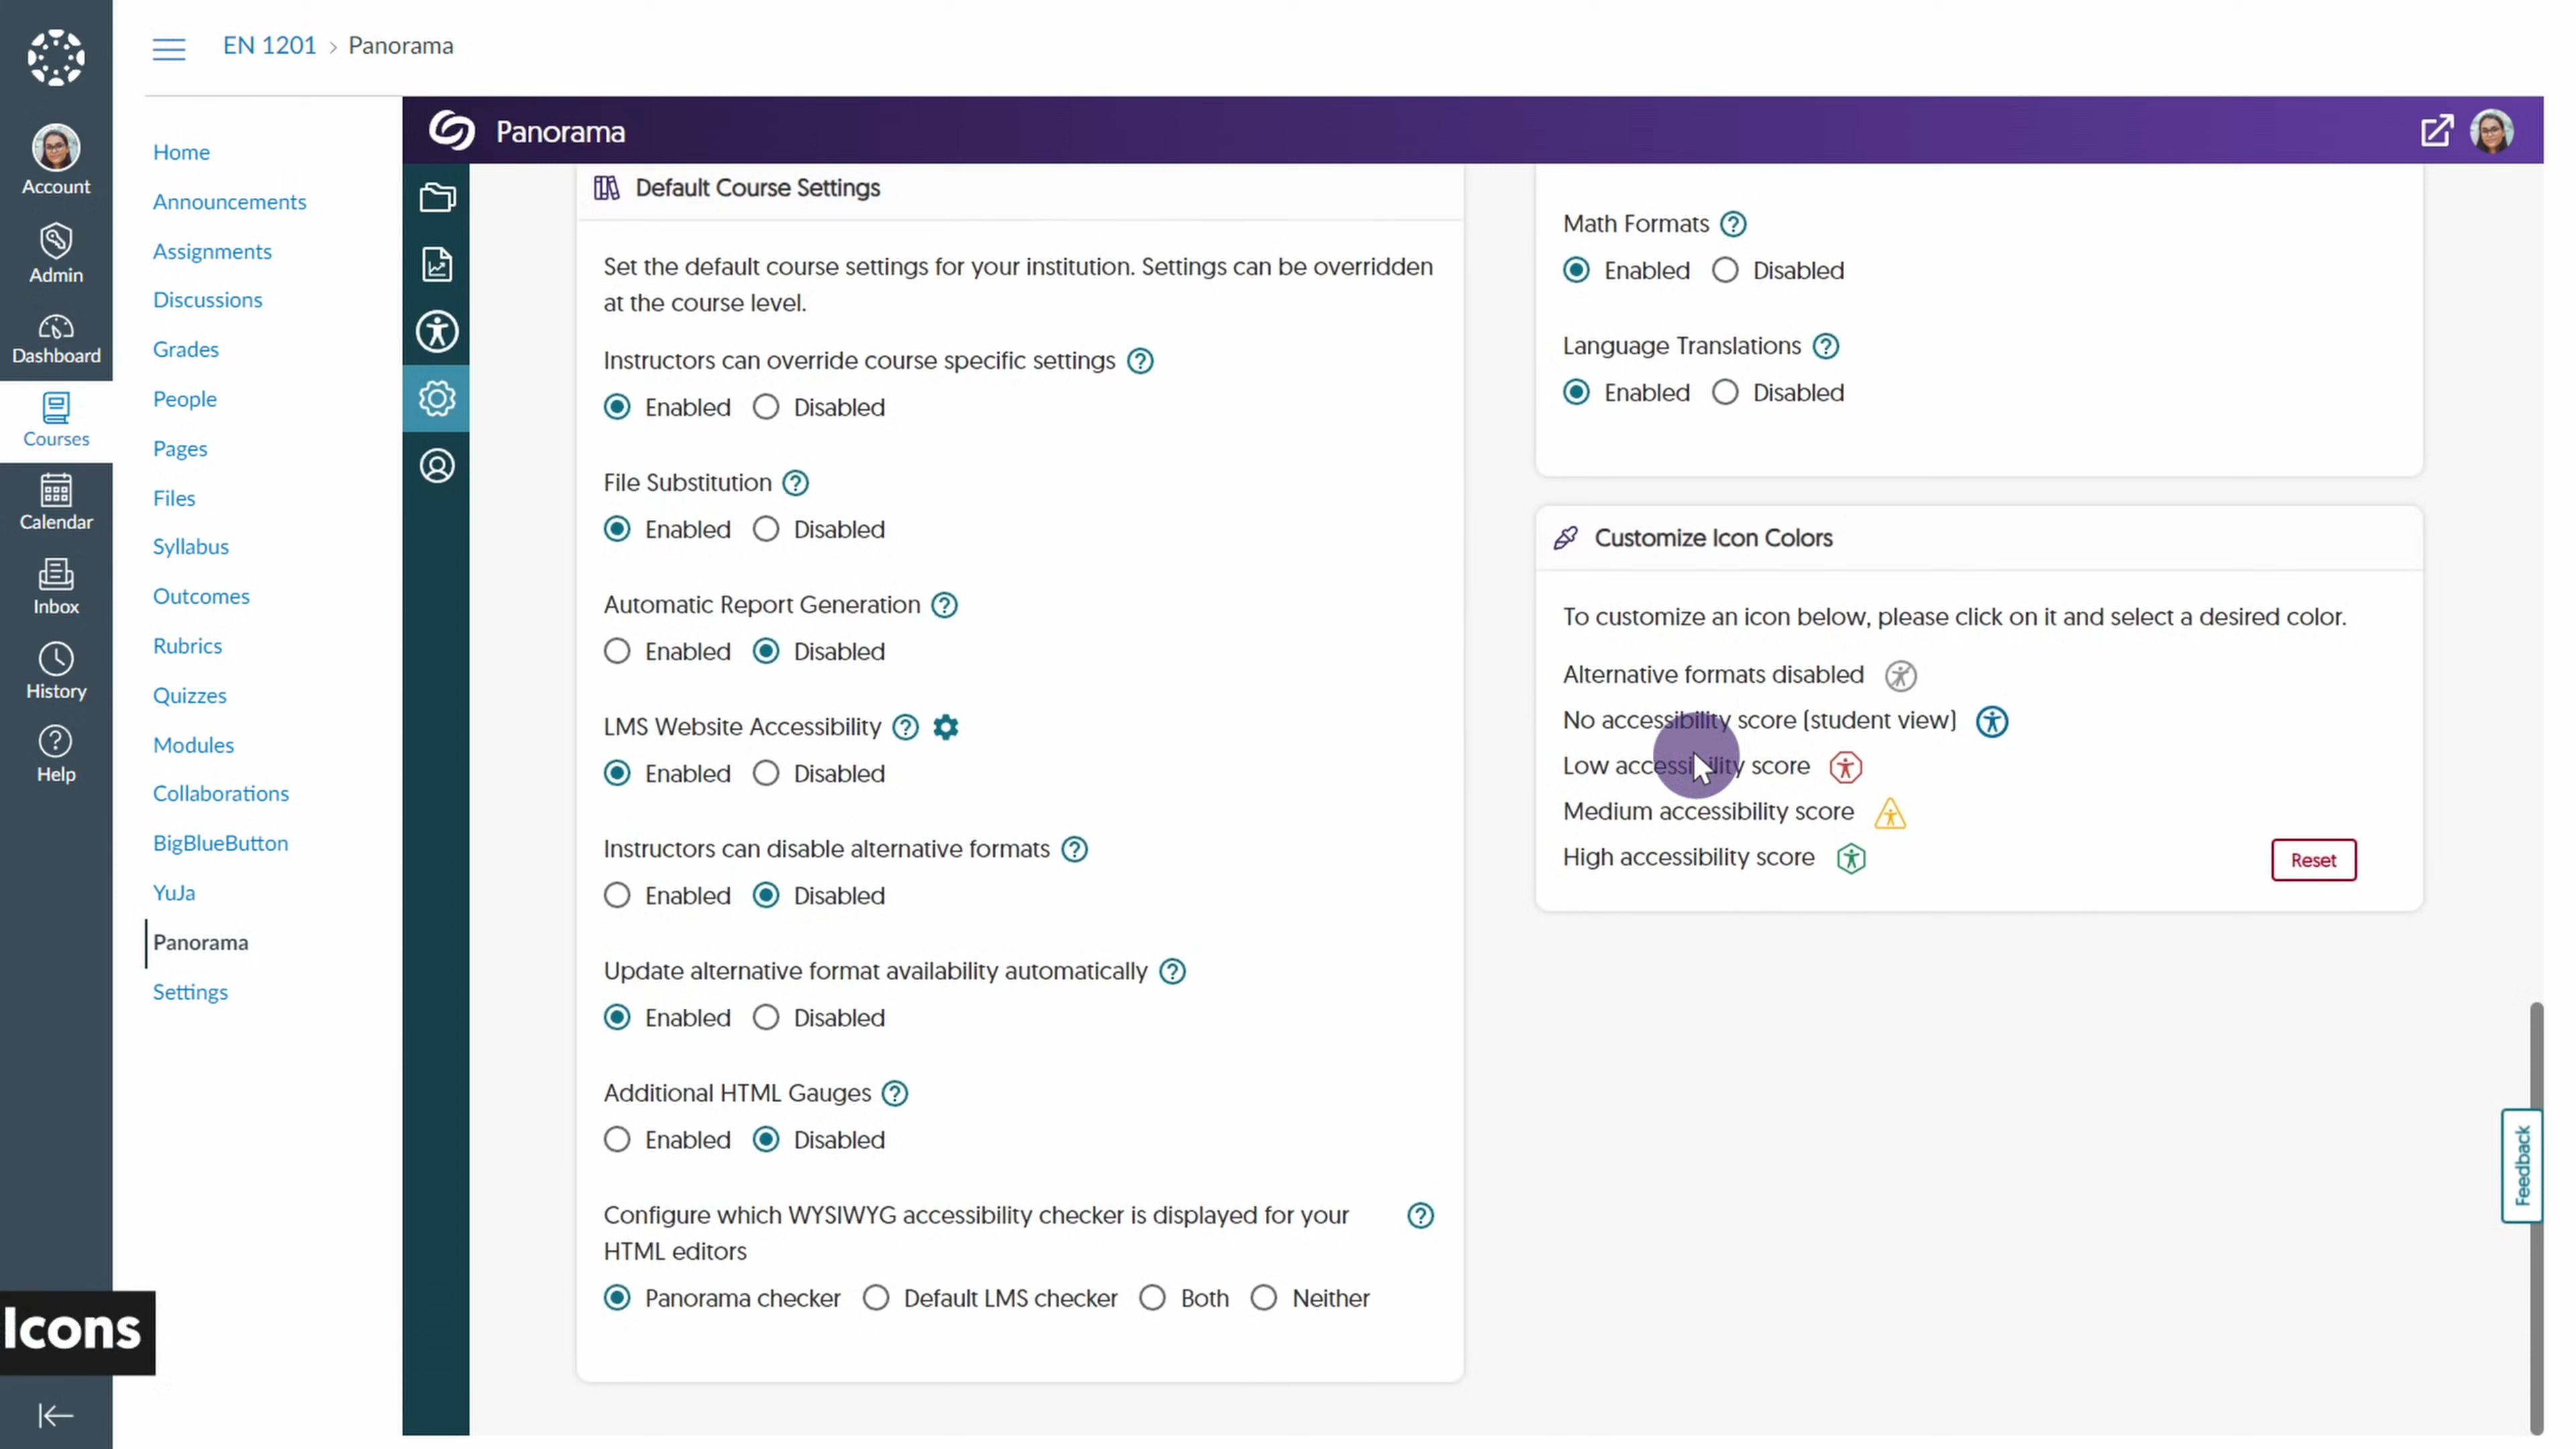 EN 1201 > Panorama
Account
Admin
Dashboard
Courses
Calendar
Inbox
History
Help
Icons
Home
Announcements
Assignments
Discussions
Grades
People
Pages
Files
Syllabus
Outcomes
Rubrics
Quizzes
Modules
Collaborations
BigBlueButton
YuJa
Panorama
Settings
Panorama
Default Course Settings
Set the default course settings for your institution. Settings can be overridden
at the course level.
Instructors can override course specific settings ?
Enabled Disabled
File Substitution ?
Enabled Disabled
Automatic Report Generation ?
Enabled Disabled
LMS Website Accessibility ?
Enabled Disabled
Instructors can disable alternative formats ?
Enabled Disabled
Update alternative format availability automatically ?
Enabled Disabled
Additional HTML Gauges ?
Enabled Disabled
Configure which WYSIWYG accessibility checker is displayed for your ?
HTML editors
Panorama checker Default LMS checker Both Neither
Math Formats ?
Enabled Disabled
Language Translations ?
Enabled Disabled
Customize Icon Colors
To customize an icon below, please click on it and select a desired color.
Alternative formats disabled
No accessibility score (student view)
Low accessibility score
Medium accessibility score
High accessibility score
Reset
Feedback